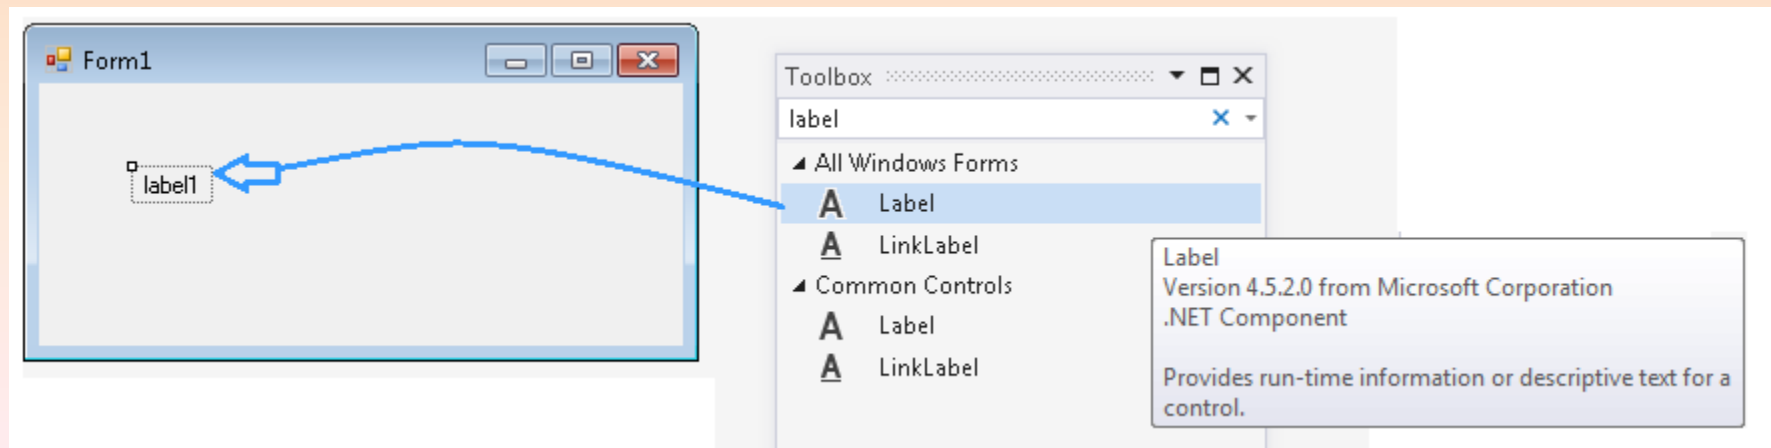 Form1
label1
Toolbox
label
All Windows Forms
A Label
A LinkLabel
Common Controls
A Label
A LinkLabel
Label
Version 4.5.2.0 from Microsoft Corporation
.NET Component
Provides run-time information or descriptive text for a
control.